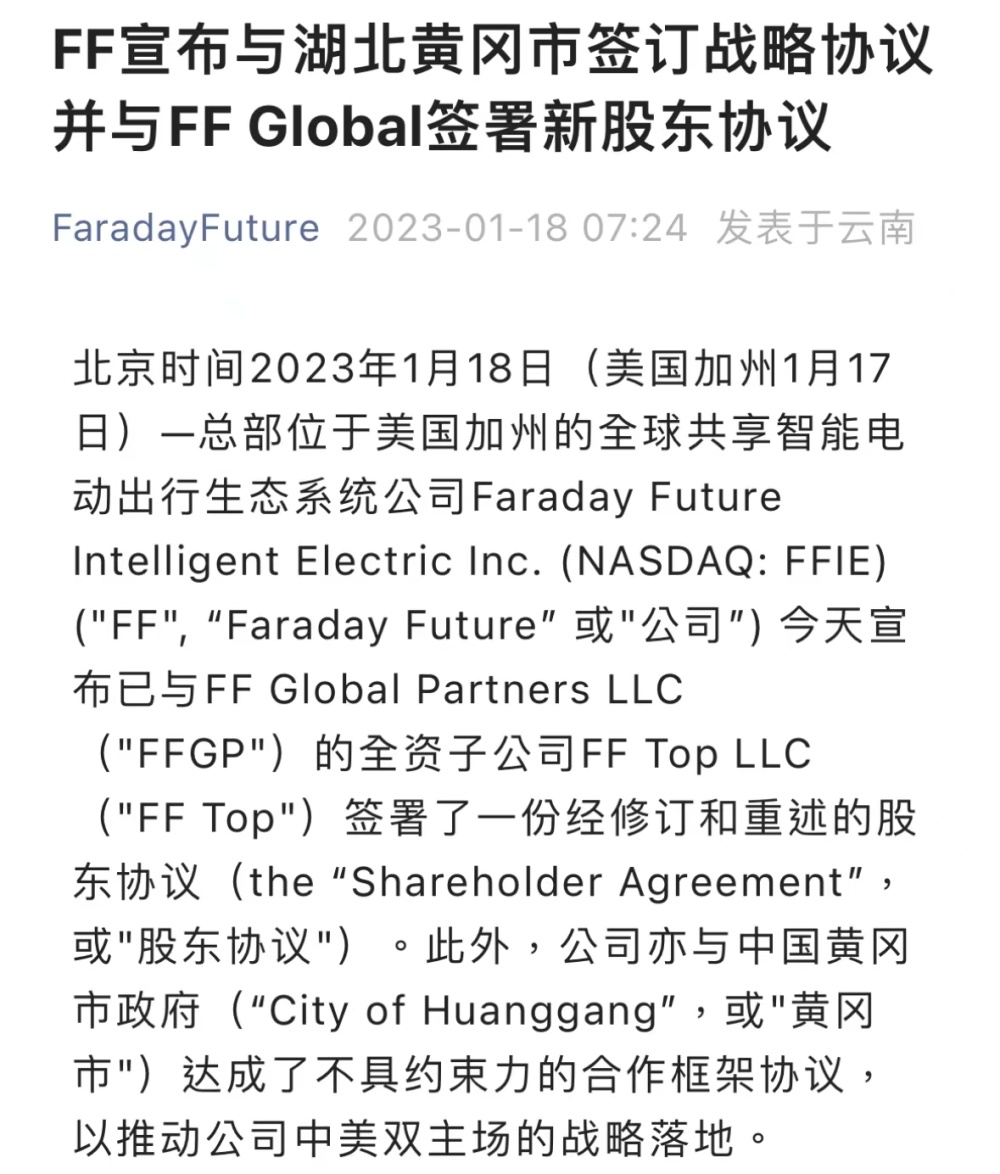 FF宣布与湖北黄冈市签订战略协议
并与FF Global签署新股东协议
FaradayFuture 2023-01-18 07:24 发表于云南
北京时间2023年1月18日（美国加州1月17
日）—总部位于美国加州的全球共享智能电
动出行生态系统公司Faraday Future
Intelligent Electric Inc. (NASDAQ: FFIE)
("FF", “Faraday Future” 或"公司”) 今天宣
布已与FF Global Partners LLC
（"FFGP"）的全资子公司FF Top LLC
（"FF Top"）签署了一份经修订和重述的股
东协议（the “Shareholder Agreement”，
或"股东协议"）。此外，公司亦与中国黄冈
市政府（“City of Huanggang”，或"黄冈
市"）达成了不具约束力的合作框架协议，
以推动公司中美双主场的战略落地。